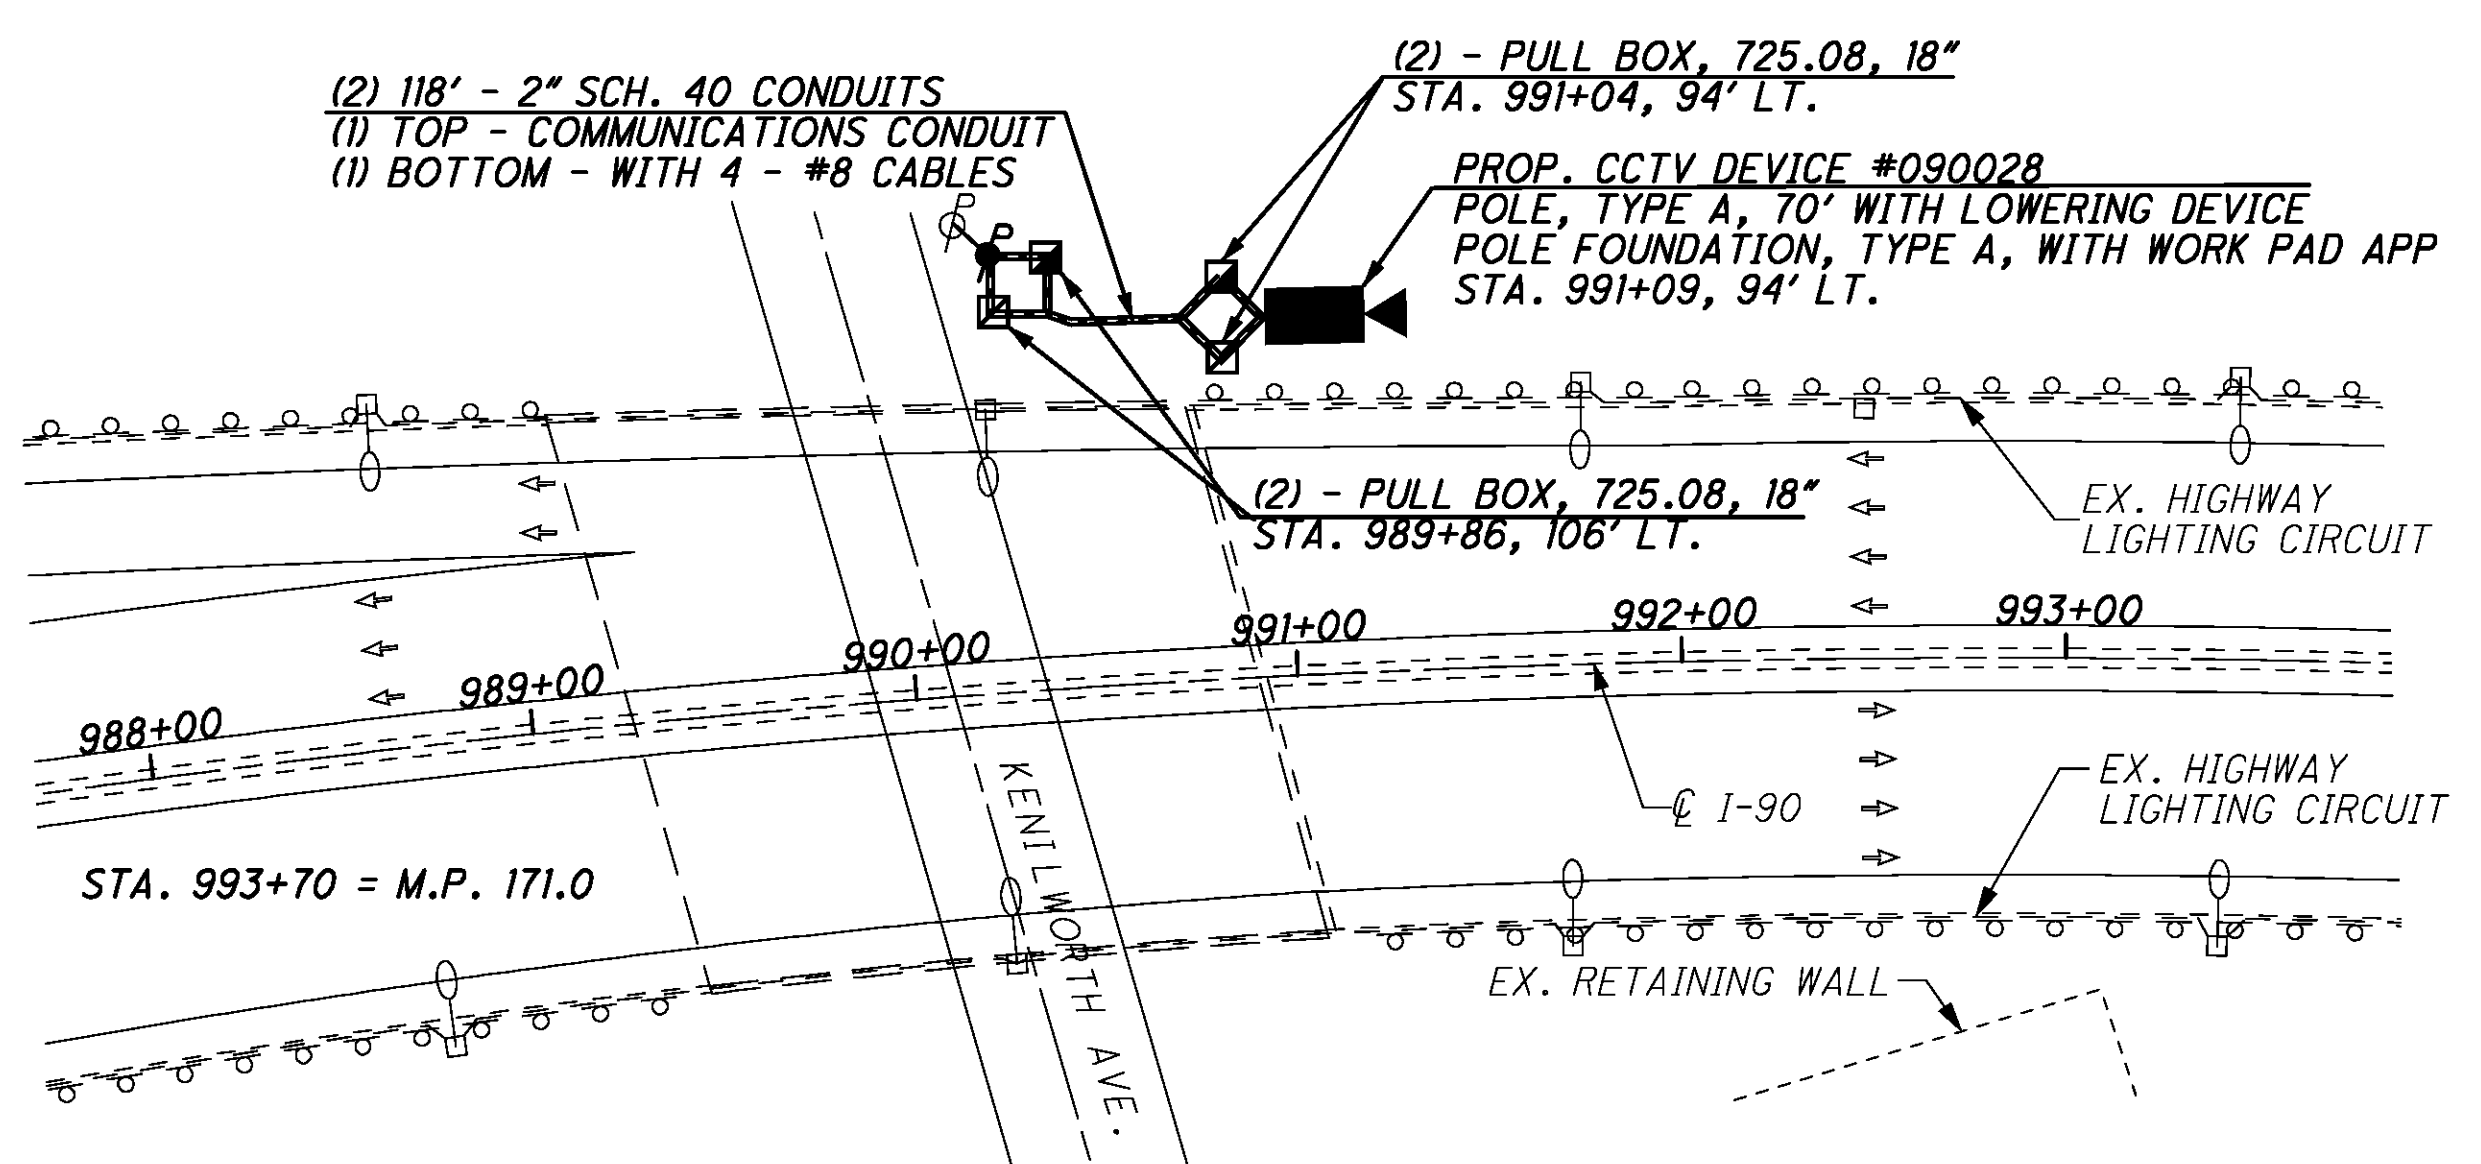 (2) 118' - 2" SCH. 40 CONDUITS
(1) TOP - COMMUNICATIONS CONDUIT
(1) BOTTOM - WITH 4 - #8 CABLES
(2) - PULL BOX, 725.08, 18"
STA. 991+04, 94' LT.
PROP. CCTV DEVICE #090028
POLE, TYPE A, 70' WITH LOWERING DEVICE
POLE FOUNDATION, TYPE A, WITH WORK PAD APP
STA. 991+09, 94' LT.
P
P
(2) - PULL BOX, 725.08, 18"
STA. 989+86, 106' LT.
EX. HIGHWAY
LIGHTING CIRCUIT
988+00
989+00
990+00
991+00
992+00
993+00
KENILWORTH AVE.
℄ I-90
EX. HIGHWAY
LIGHTING CIRCUIT
STA. 993+70 = M.P. 171.0
EX. RETAINING WALL